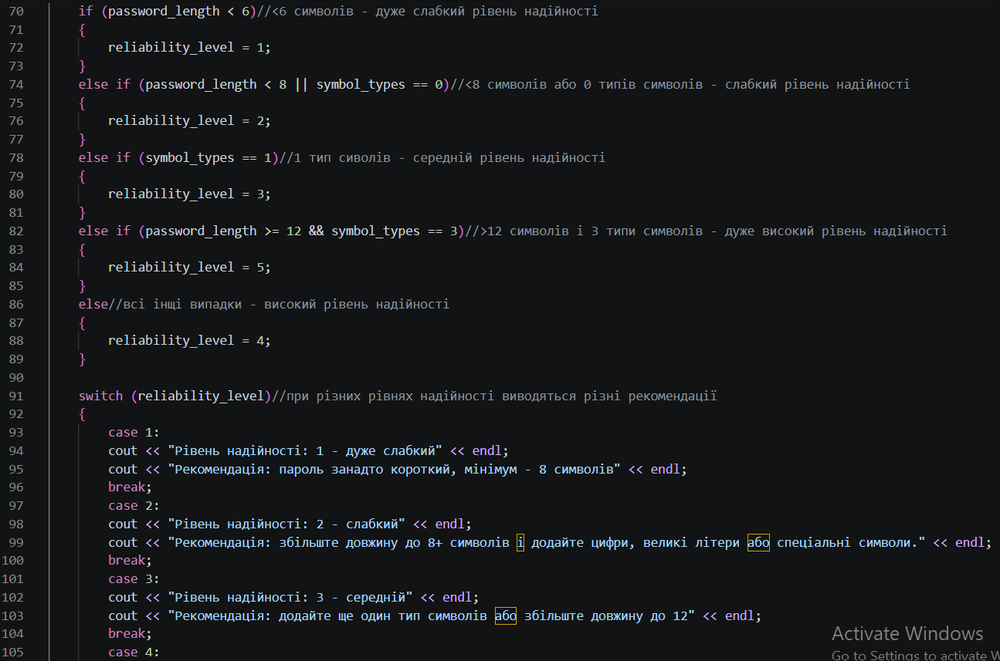 70 if (password_length < 6)//<6 символів - дуже слабкий рівень надійності
71 {
72 reliability_level = 1;
73 }
74 else if (password_length < 8 || symbol_types == 0)//<8 символів або 0 типів символів - слабкий рівень надійності
75 {
76 reliability_level = 2;
77 }
78 else if (symbol_types == 1)//1 тип сиволів - середній рівень надійності
79 {
80 reliability_level = 3;
81 }
82 else if (password_length >= 12 && symbol_types == 3)//>12 символів і 3 типи символів - дуже високий рівень надійності
83 {
84 reliability_level = 5;
85 }
86 else//всі інщі випадки - високий рівень надійності
87 {
88 reliability_level = 4;
89 }
90
91 switch (reliability_level)//при різних рівнях надійності виводяться різні рекомендації
92 {
93 case 1:
94 cout << "Рівень надійності: 1 - дуже слабкий" << endl;
95 cout << "Рекомендація: пароль занадто короткий, мінімум - 8 символів" << endl;
96 break;
97 case 2:
98 cout << "Рівень надійності: 2 - слабкий" << endl;
99 cout << "Рекомендація: збільште довжину до 8+ символів і додайте цифри, великі літери або спеціальні символи." << endl;
100 break;
101 case 3:
102 cout << "Рівень надійності: 3 - середній" << endl;
103 cout << "Рекомендація: додайте ще один тип символів або збільште довжину до 12" << endl;
104 break;
105 case 4:
Activate Windows
Go to Settings to activate W